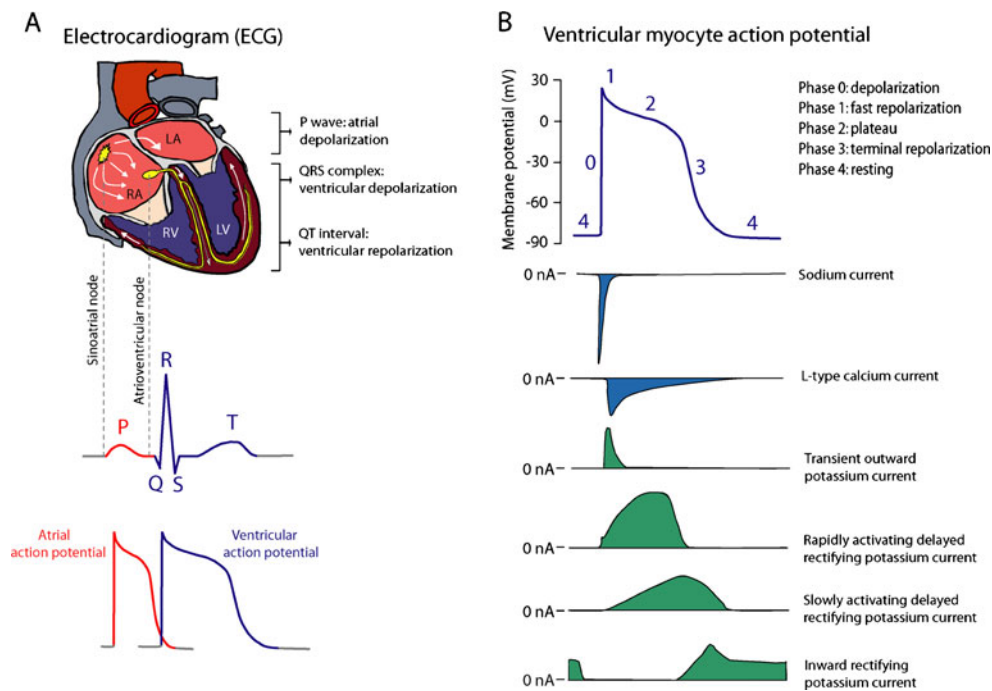 A
Electrocardiogram (ECG)
LA
RA
RV
LV
P wave: atrial
depolarization
QRS complex:
ventricular depolarization
QT interval:
ventricular repolarization
Sinoatrial node
Atrioventricular node
P
R
Q
S
T
Atrial
action potential
Ventricular
action potential
B
Ventricular myocyte action potential
Membrane potential (mV)
30
0
-30
-60
-90
4
0
1
2
3
4
Phase 0: depolarization
Phase 1: fast repolarization
Phase 2: plateau
Phase 3: terminal repolarization
Phase 4: resting
0 nA
Sodium current
0 nA
L-type calcium current
0 nA
Transient outward
potassium current
0 nA
Rapidly activating delayed
rectifying potassium current
0 nA
Slowly activating delayed
rectifying potassium current
0 nA
Inward rectifying
potassium current